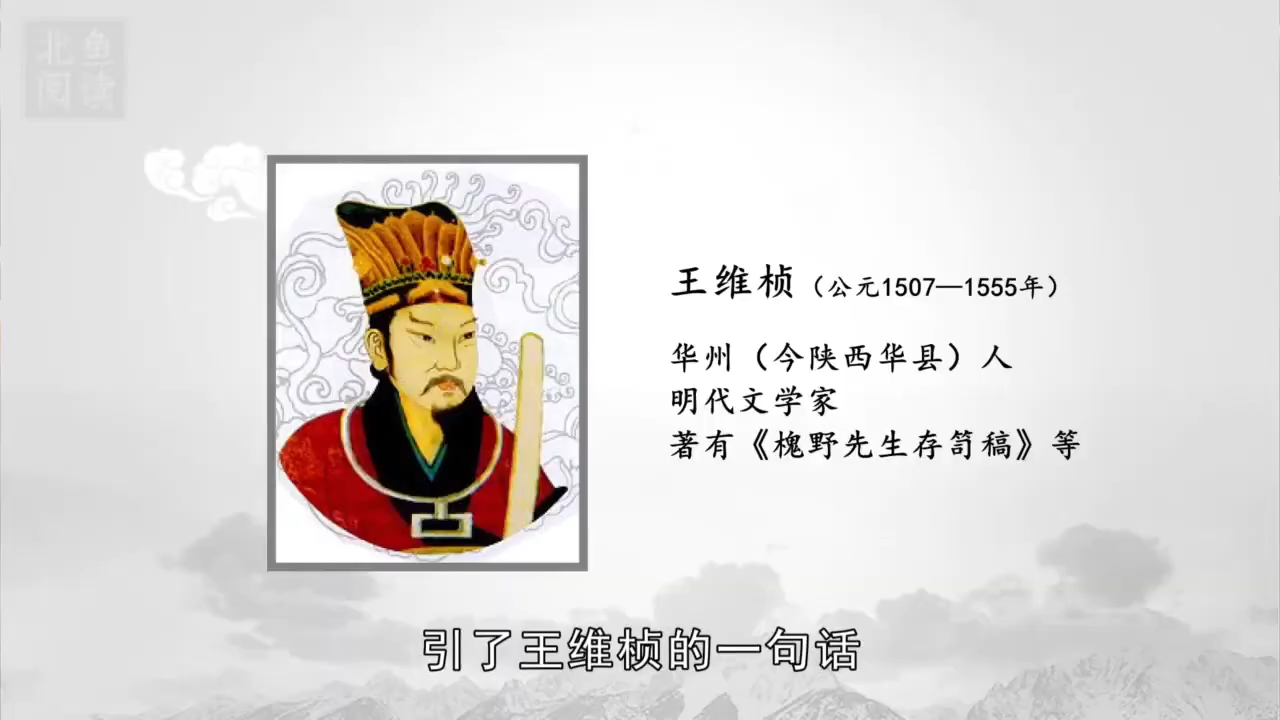 北鱼
阅读
王维桢（公元1507—1555年）
华州（今陕西华县）人
明代文学家
著有《槐野先生存笥稿》等
引了王维桢的一句话